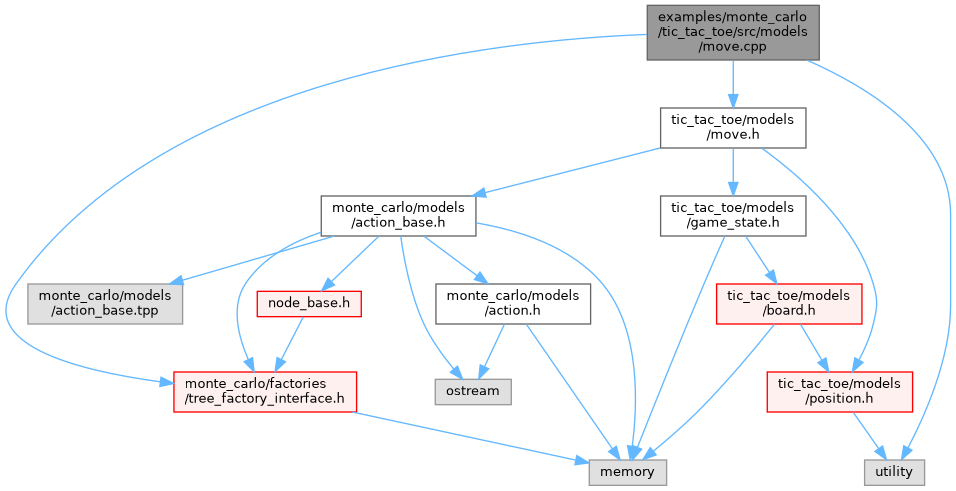 examples/monte_carlo
/tic_tac_toe/src/models
/move.cpp
tic_tac_toe/models
/move.h
monte_carlo/models
/action_base.h
tic_tac_toe/models
/game_state.h
monte_carlo/models
/action_base.tpp
node_base.h
monte_carlo/models
/action.h
tic_tac_toe/models
/board.h
monte_carlo/factories
/tree_factory_interface.h
ostream
tic_tac_toe/models
/position.h
memory
utility